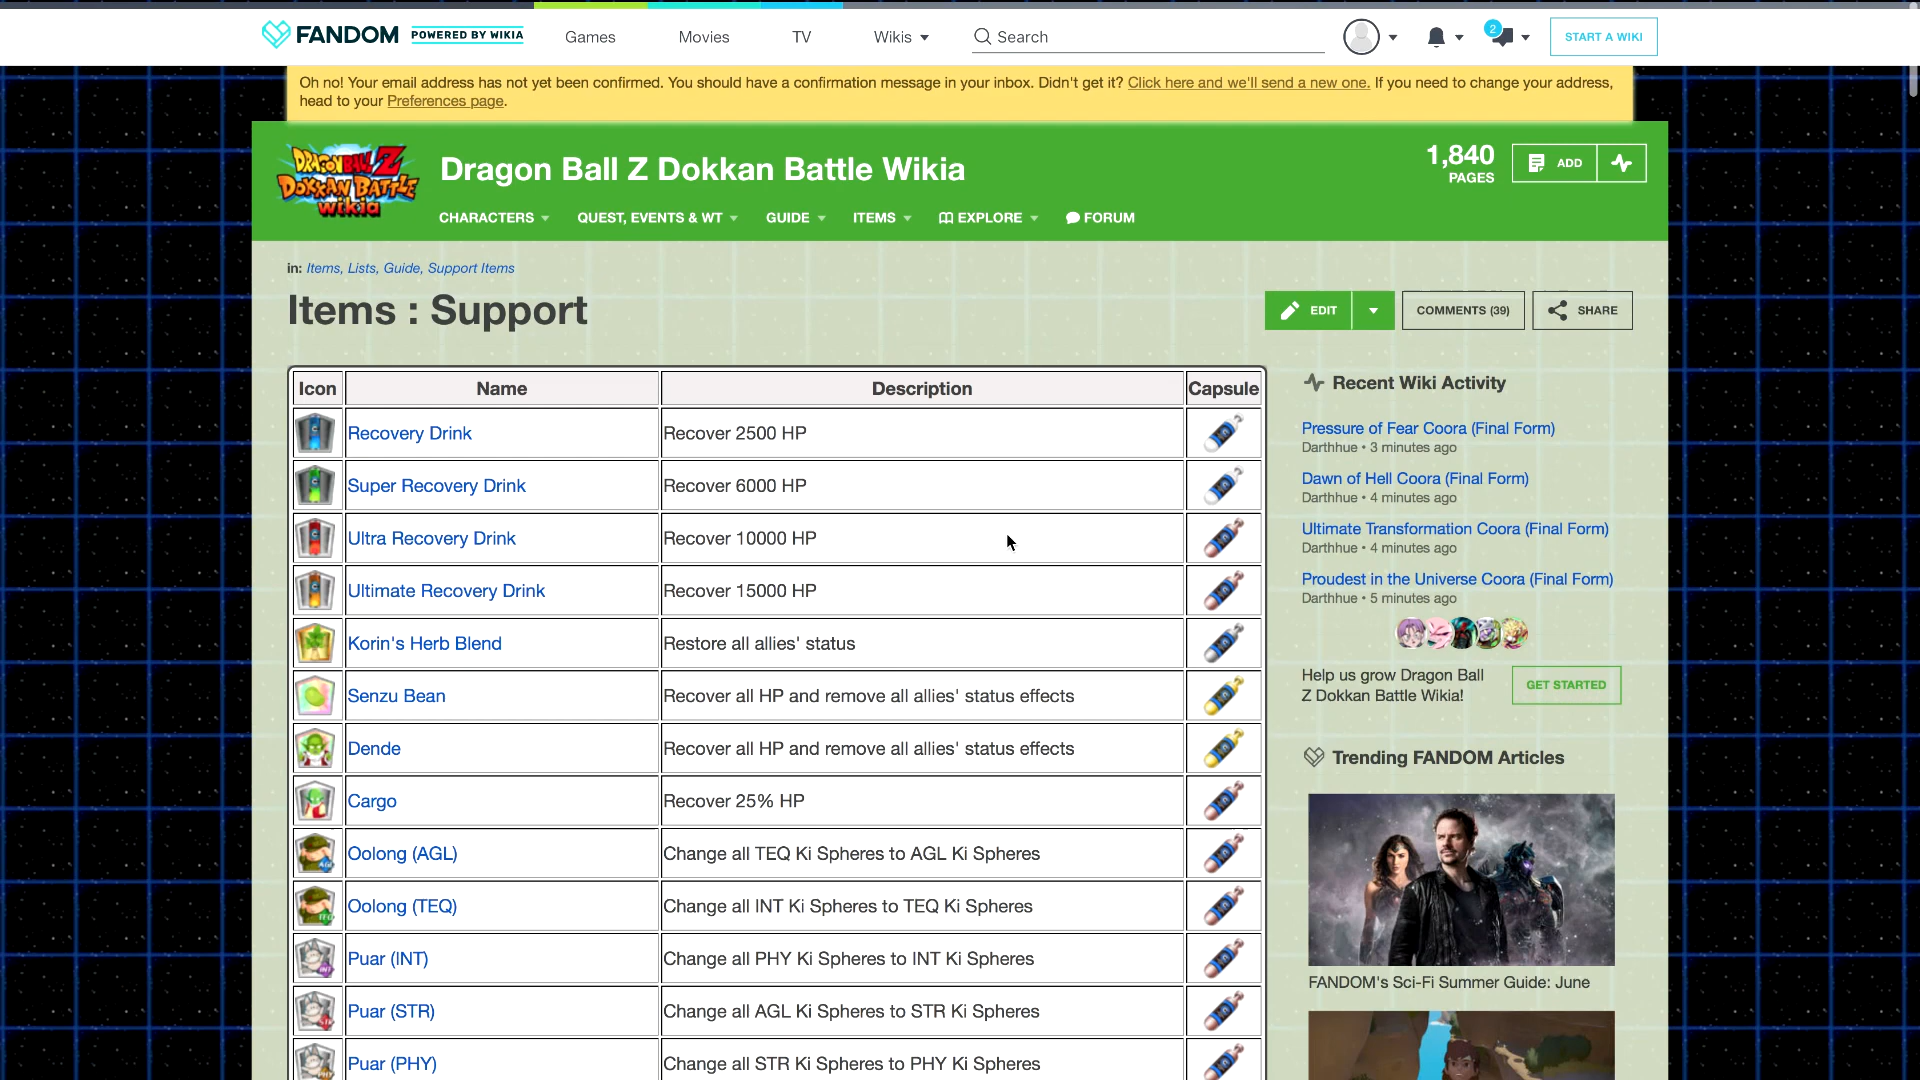 FANDOM POWERED BY WIKIA Games Movies TV Wikis Search 2 START A WIKI
Oh no! Your email address has not yet been confirmed. You should have a confirmation message in your inbox. Didn't get it? Click here and we'll send a new one. If you need to change your address,
head to your Preferences page.
DRAGON BALL Z
DOKKAN BATTLE
wikia
Dragon Ball Z Dokkan Battle Wikia
1,840
PAGES
ADD
CHARACTERS QUEST, EVENTS & WT GUIDE ITEMS EXPLORE FORUM
in: Items, Lists, Guide, Support Items
Items : Support
EDIT COMMENTS (39) SHARE
Icon Name Description Capsule
Recovery Drink Recover 2500 HP
Super Recovery Drink Recover 6000 HP
Ultra Recovery Drink Recover 10000 HP
Ultimate Recovery Drink Recover 15000 HP
Korin's Herb Blend Restore all allies' status
Senzu Bean Recover all HP and remove all allies' status effects
Dende Recover all HP and remove all allies' status effects
Cargo Recover 25% HP
Oolong (AGL) Change all TEQ Ki Spheres to AGL Ki Spheres
Oolong (TEQ) Change all INT Ki Spheres to TEQ Ki Spheres
Puar (INT) Change all PHY Ki Spheres to INT Ki Spheres
Puar (STR) Change all AGL Ki Spheres to STR Ki Spheres
Puar (PHY) Change all STR Ki Spheres to PHY Ki Spheres
Recent Wiki Activity
Pressure of Fear Coora (Final Form)
Darthhue • 3 minutes ago
Dawn of Hell Coora (Final Form)
Darthhue • 4 minutes ago
Ultimate Transformation Coora (Final Form)
Darthhue • 4 minutes ago
Proudest in the Universe Coora (Final Form)
Darthhue • 5 minutes ago
Help us grow Dragon Ball
Z Dokkan Battle Wikia!
GET STARTED
Trending FANDOM Articles
FANDOM's Sci-Fi Summer Guide: June